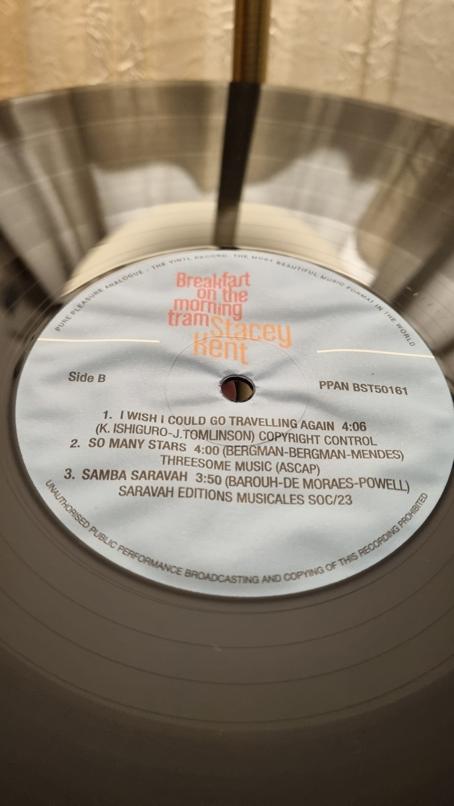 PURE PLEASURE ANALOGUE - THE VINYL RECORD. THE MOST BEAUTIFUL MUSIC FORMAT IN THE WORLD
Breakfast
on the
morning
tram Stacey
Kent
Side B
PPAN BST50161
1. I WISH I COULD GO TRAVELLING AGAIN 4:06
(K. ISHIGURO-J.TOMLINSON) COPYRIGHT CONTROL
2. SO MANY STARS 4:00 (BERGMAN-BERGMAN-MENDES)
THREESOME MUSIC (ASCAP)
3. SAMBA SARAVAH 3:50 (BAROUH-DE MORAES-POWELL)
SARAVAH EDITIONS MUSICALES SOC/23
UNAUTHORISED PUBLIC PERFORMANCE BROADCASTING AND COPYING OF THIS RECORDING PROHIBITED